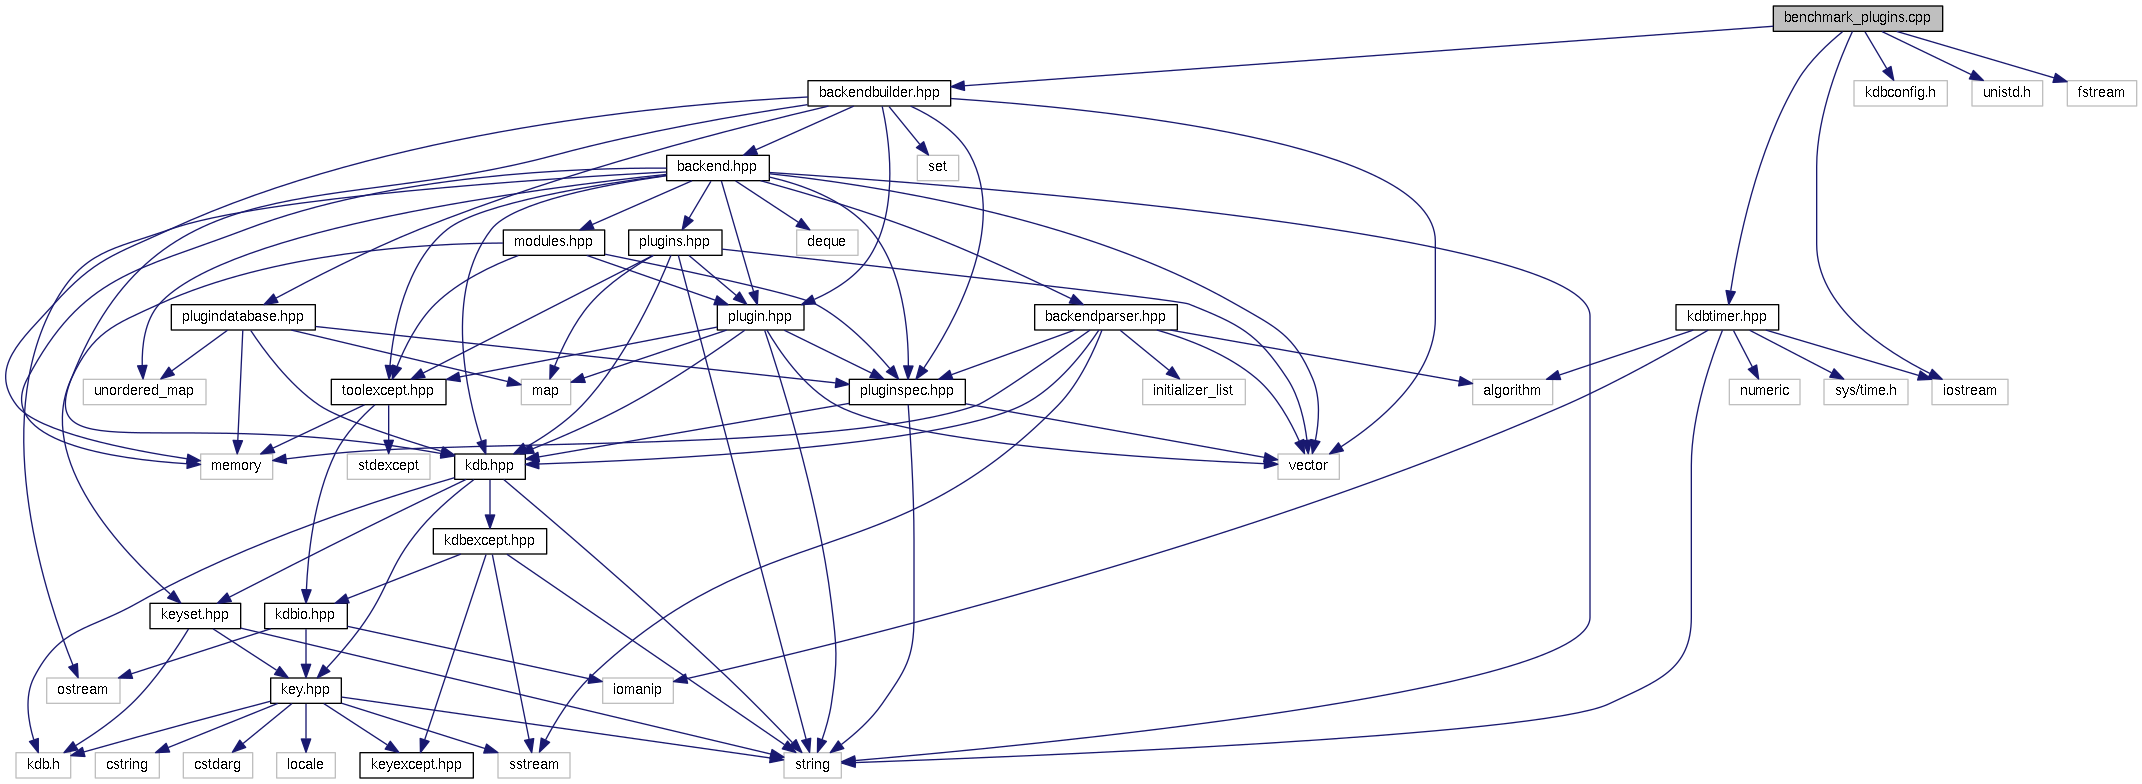 benchmark_plugins.cpp
backendbuilder.hpp
kdbconfig.h
unistd.h
fstream
backend.hpp
set
modules.hpp
plugins.hpp
deque
plugindatabase.hpp
plugin.hpp
backendparser.hpp
kdbtimer.hpp
unordered_map
toolexcept.hpp
map
pluginspec.hpp
initializer_list
algorithm
numeric
sys/time.h
iostream
memory
stdexcept
kdb.hpp
vector
kdbexcept.hpp
keyset.hpp
kdbio.hpp
ostream
key.hpp
iomanip
kdb.h
cstring
cstdarg
locale
keyexcept.hpp
sstream
string